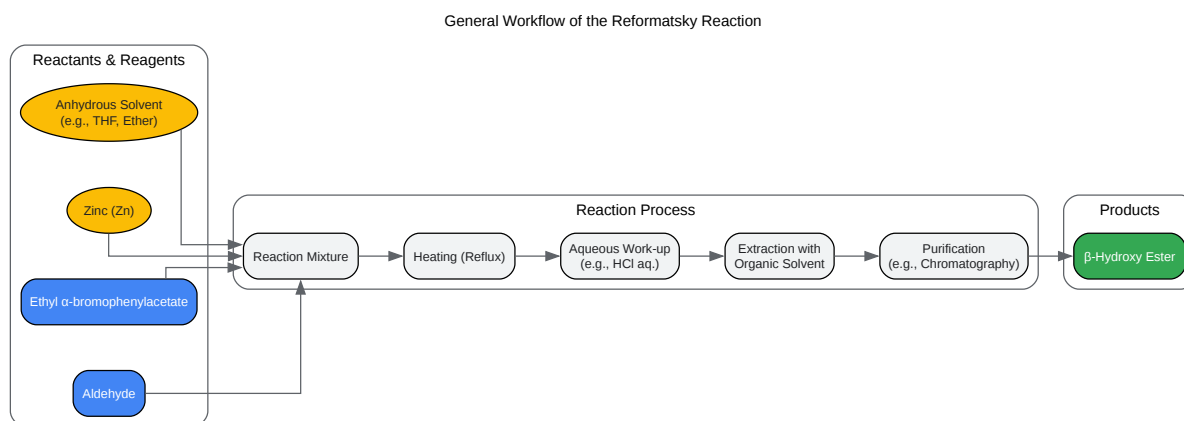 General Workflow of the Reformatsky Reaction
Reactants & Reagents
Anhydrous Solvent
(e.g., THF, Ether)
Zinc (Zn)
Ethyl α-bromophenylacetate
Aldehyde
Reaction Process
Reaction Mixture
Heating (Reflux)
Aqueous Work-up
(e.g., HCl aq.)
Extraction with
Organic Solvent
Purification
(e.g., Chromatography)
Products
β-Hydroxy Ester